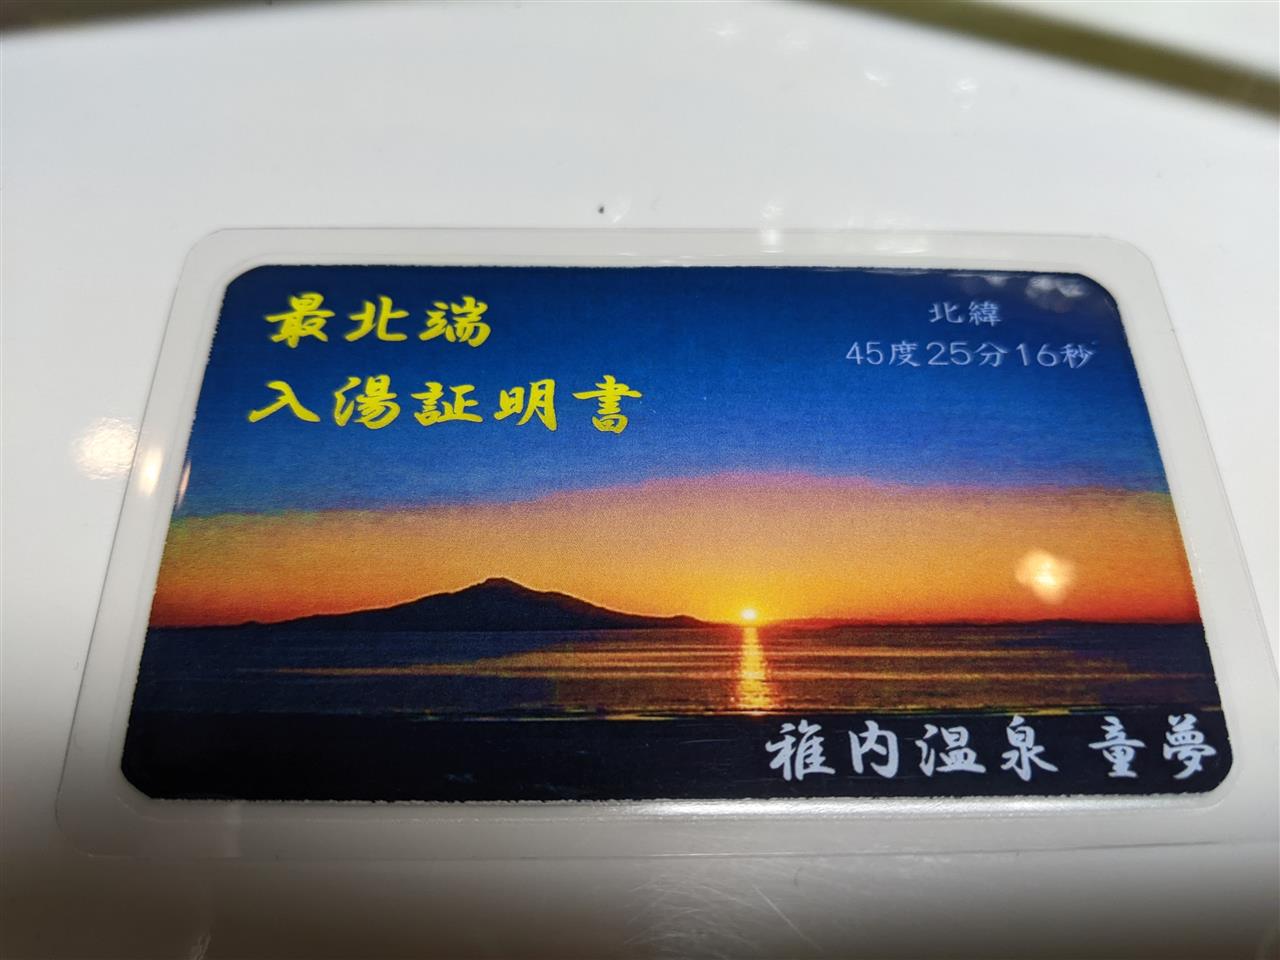 最北端
入湯証明書
北緯
45度25分16秒
稚内温泉 童夢